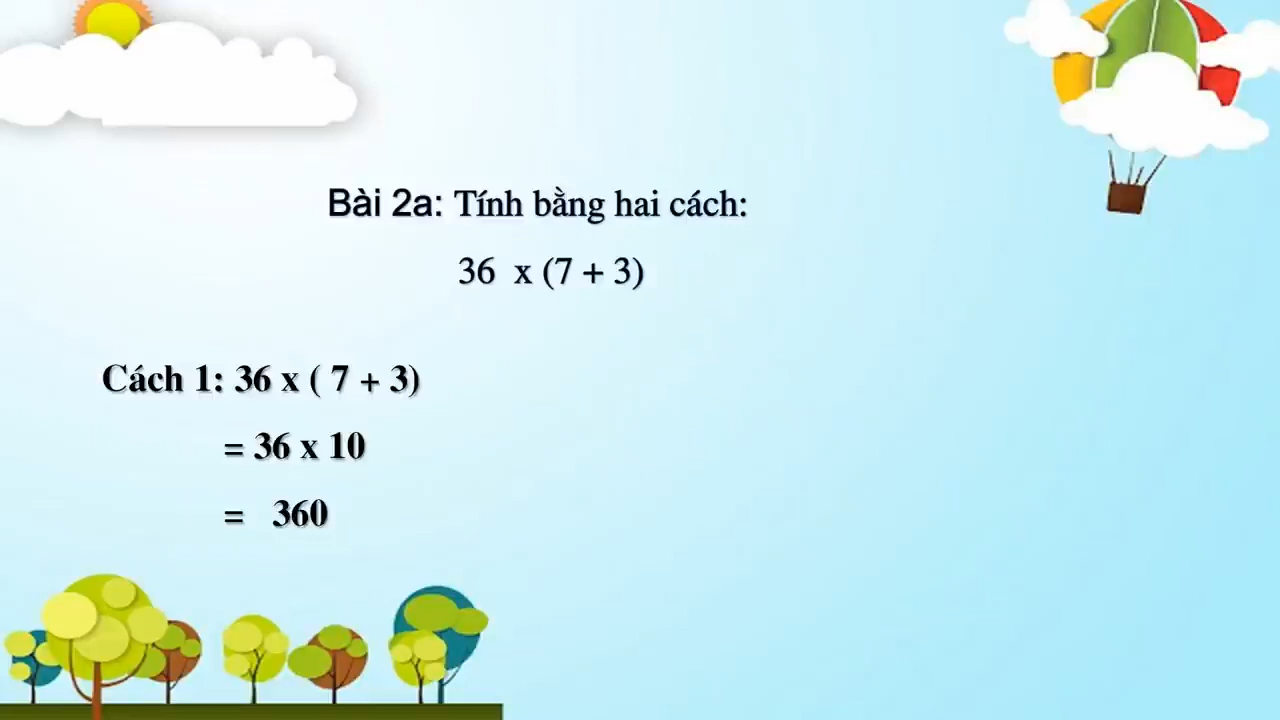 Bài 2a: Tính bằng hai cách:
36 x (7 + 3)
Cách 1: 36 x ( 7 + 3)
= 36 x 10
= 360